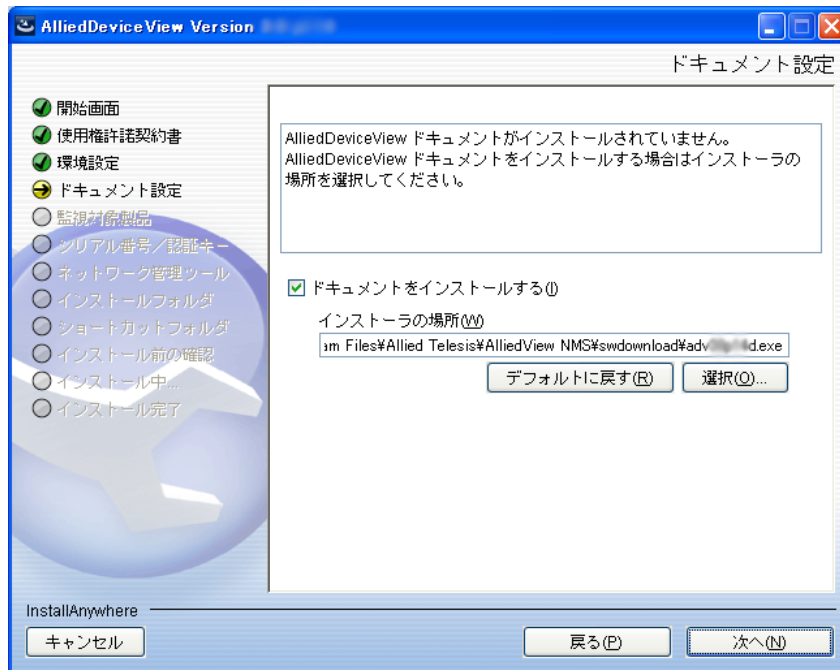 AlliedDeviceView Version
ドキュメント設定
開始画面
使用権許諾契約書
環境設定
ドキュメント設定
監視対象製品
シリアル番号／認証キー
ネットワーク管理ツール
インストールフォルダ
ショートカットフォルダ
インストール前の確認
インストール中...
インストール完了
AlliedDeviceView ドキュメントがインストールされていません。
AlliedDeviceView ドキュメントをインストールする場合はインストーラの
場所を選択してください。
ドキュメントをインストールする(I)
インストーラの場所(W)
am Files¥Allied Telesis¥AlliedView NMS¥swdownload¥adv d.exe
デフォルトに戻す(R) 選択(O)...
InstallAnywhere
キャンセル 戻る(P) 次へ(N)